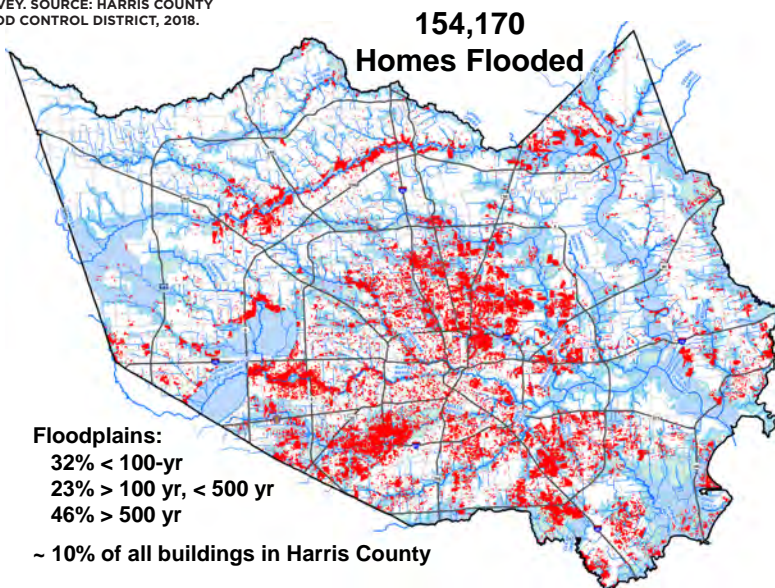 VEY. SOURCE: HARRIS COUNTY
OD CONTROL DISTRICT, 2018.
154,170
Homes Flooded
Floodplains:
32% < 100-yr
23% > 100 yr, < 500 yr
46% > 500 yr
~ 10% of all buildings in Harris County